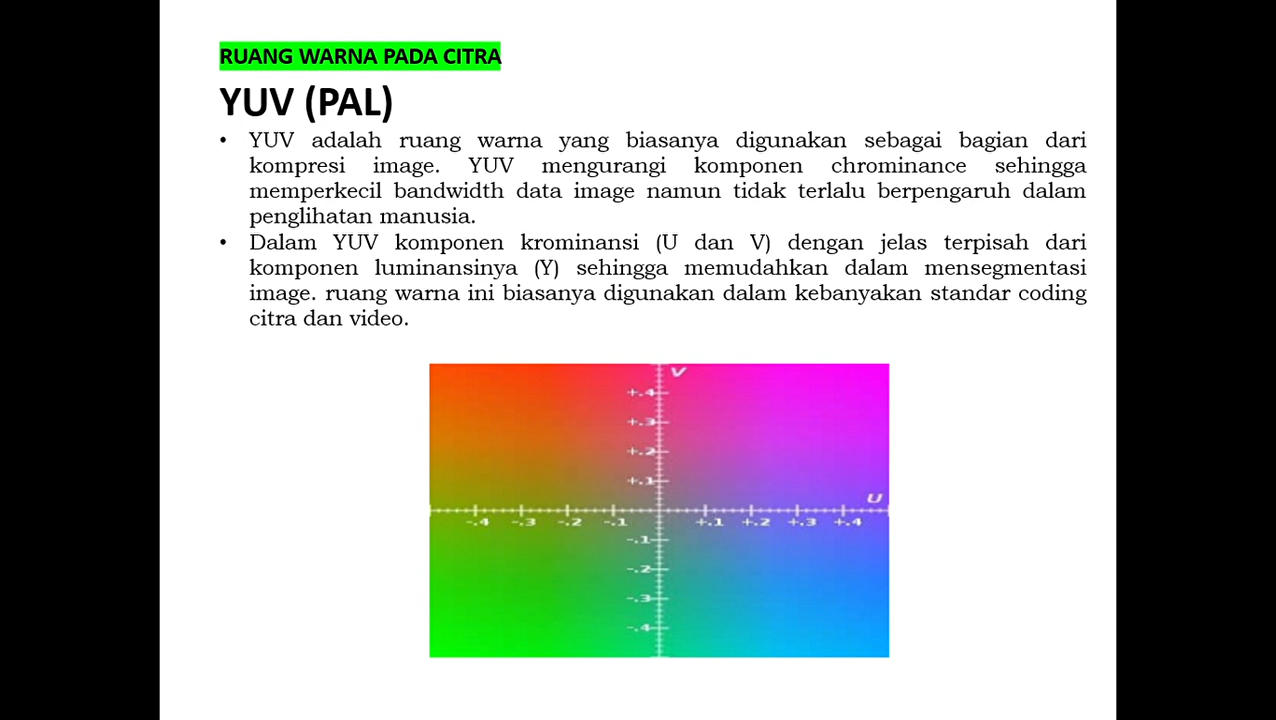 RUANG WARNA PADA CITRA
YUV (PAL)
• YUV adalah ruang warna yang biasanya digunakan sebagai bagian dari
kompresi image. YUV mengurangi komponen chrominance sehingga
memperkecil bandwidth data image namun tidak terlalu berpengaruh dalam
penglihatan manusia.
• Dalam YUV komponen krominansi (U dan V) dengan jelas terpisah dari
komponen luminansinya (Y) sehingga memudahkan dalam mensegmentasi
image. ruang warna ini biasanya digunakan dalam kebanyakan standar coding
citra dan video.
V
+.4
+.3
+.2
+.1
U
-.4 -.3 -.2 -.1 +.1 +.2 +.3 +.4
-.1
-.2
-.3
-.4